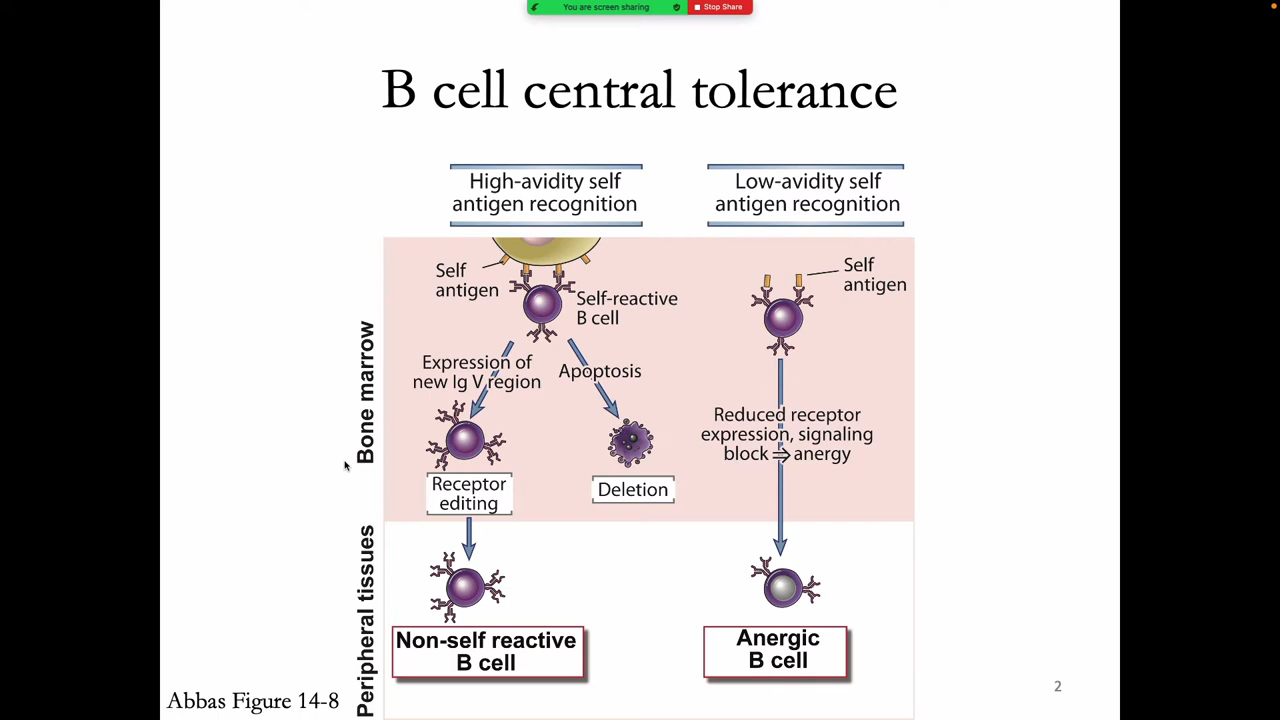 You are screen sharing
Stop Share
B cell central tolerance
High-avidity self
antigen recognition
Low-avidity self
antigen recognition
Self
antigen
Self-reactive
B cell
Self
antigen
Expression of
new Ig V region
Apoptosis
Reduced receptor
expression, signaling
block ⇒ anergy
Bone marrow
Receptor
editing
Deletion
Peripheral tissues
Non-self reactive
B cell
Anergic
B cell
Abbas Figure 14-8
2